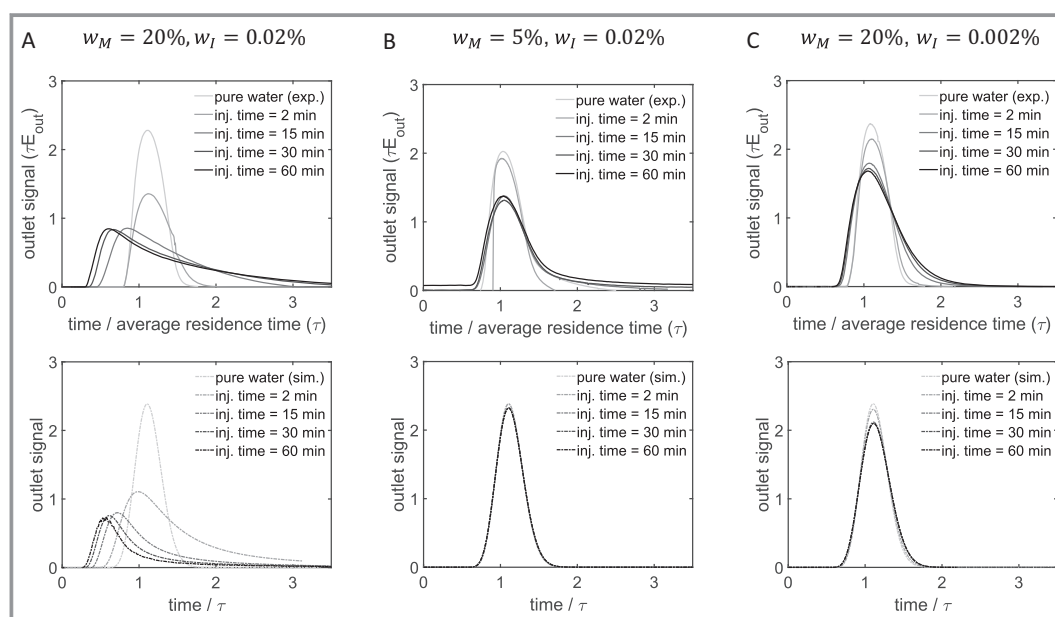 A
w_M = 20%, w_I = 0.02%
3
2
1
0
outlet signal (τE_out)
pure water (exp.)
inj. time = 2 min
inj. time = 15 min
inj. time = 30 min
inj. time = 60 min
0 1 2 3
time / average residence time (τ)
B
w_M = 5%, w_I = 0.02%
3
2
1
0
outlet signal (τE_out)
pure water (exp.)
inj. time = 2 min
inj. time = 15 min
inj. time = 30 min
inj. time = 60 min
0 1 2 3
time / average residence time (τ)
C
w_M = 20%, w_I = 0.002%
3
2
1
0
outlet signal (τE_out)
pure water (exp.)
inj. time = 2 min
inj. time = 15 min
inj. time = 30 min
inj. time = 60 min
0 1 2 3
time / average residence time (τ)
3
2
1
0
outlet signal
pure water (sim.)
inj. time = 2 min
inj. time = 15 min
inj. time = 30 min
inj. time = 60 min
0 1 2 3
time / τ
3
2
1
0
outlet signal
pure water (sim.)
inj. time = 2 min
inj. time = 15 min
inj. time = 30 min
inj. time = 60 min
0 1 2 3
time / τ
3
2
1
0
outlet signal
pure water (sim.)
inj. time = 2 min
inj. time = 15 min
inj. time = 30 min
inj. time = 60 min
0 1 2 3
time / τ